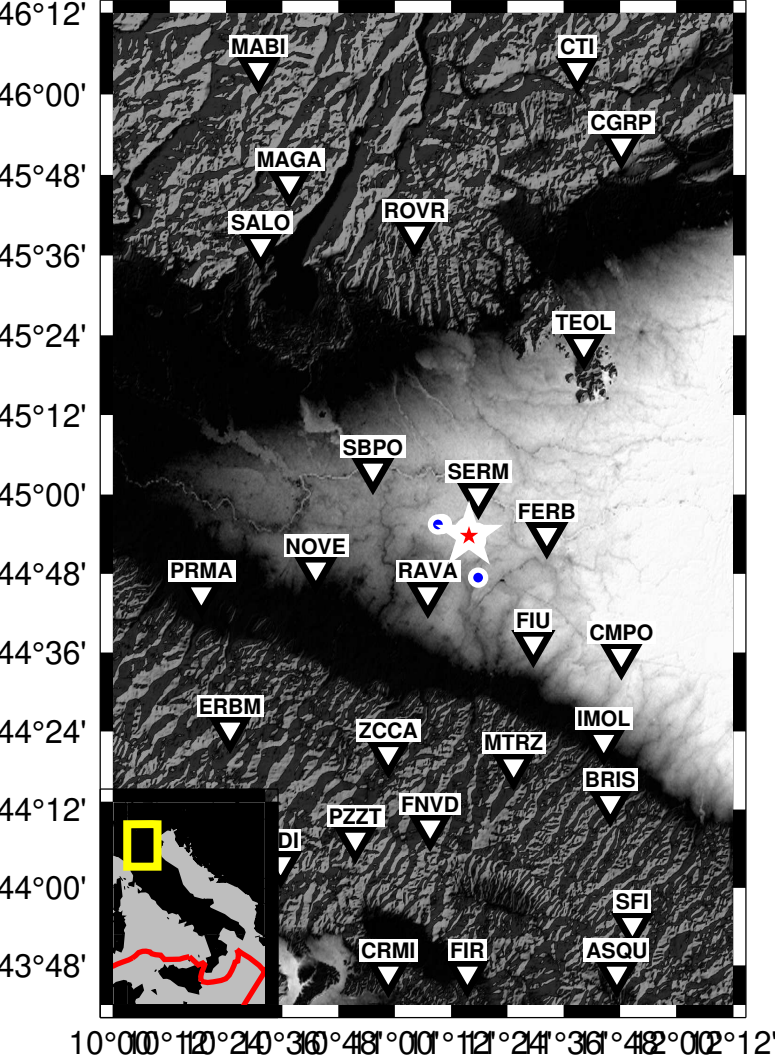 46°12'
MABI
CTI
46°00'
CGRP
45°48'
MAGA
SALO
ROVR
45°36'
45°24'
TEOL
45°12'
SBPO
SERM
45°00'
FERB
NOVE
44°48'
PRMA
RAVA
FIU
CMPO
44°36'
ERBM
44°24'
ZCCA
IMOL
MTRZ
BRIS
44°12'
PZZT
FNVD
DI
44°00'
SFI
43°48'
CRMI
FIR
ASQU